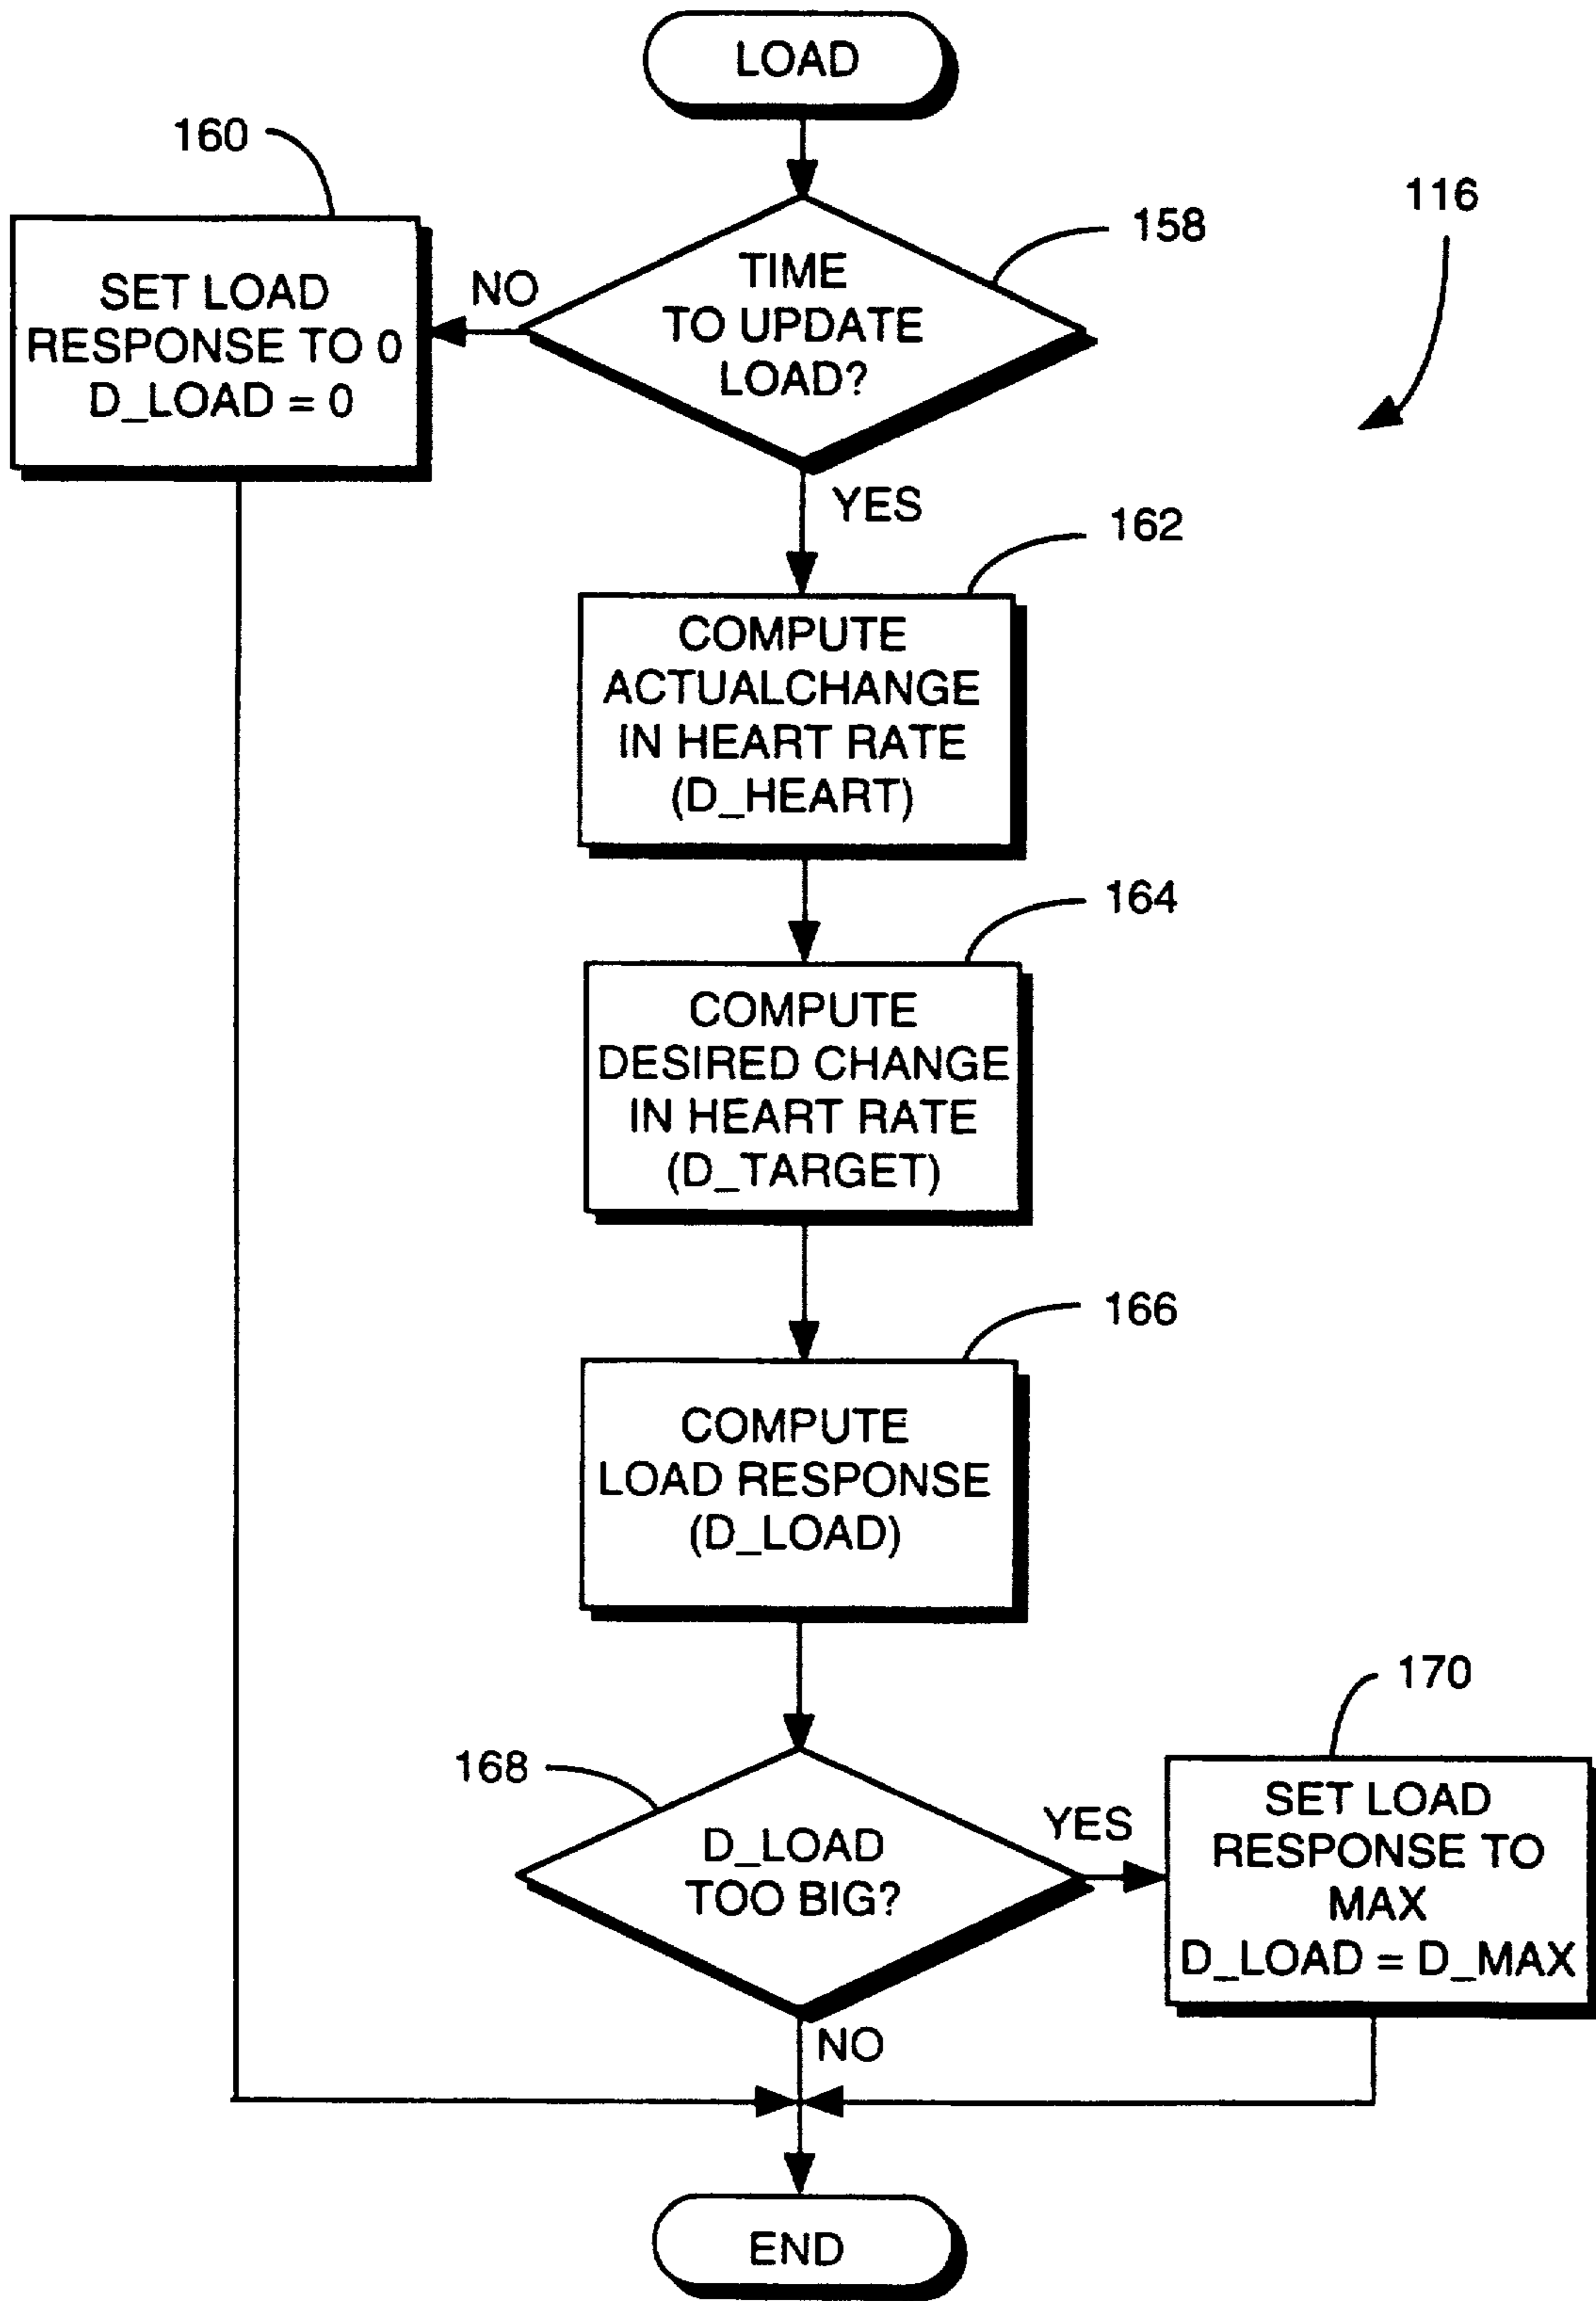 LOAD
160
116
158
SET LOAD
RESPONSE TO 0
D_LOAD = 0
NO
TIME
TO UPDATE
LOAD?
YES
162
COMPUTE
ACTUALCHANGE
IN HEART RATE
(D_HEART)
164
COMPUTE
DESIRED CHANGE
IN HEART RATE
(D_TARGET)
166
COMPUTE
LOAD RESPONSE
(D_LOAD)
168
D_LOAD
TOO BIG?
YES
170
SET LOAD
RESPONSE TO
MAX
D_LOAD = D_MAX
NO
END